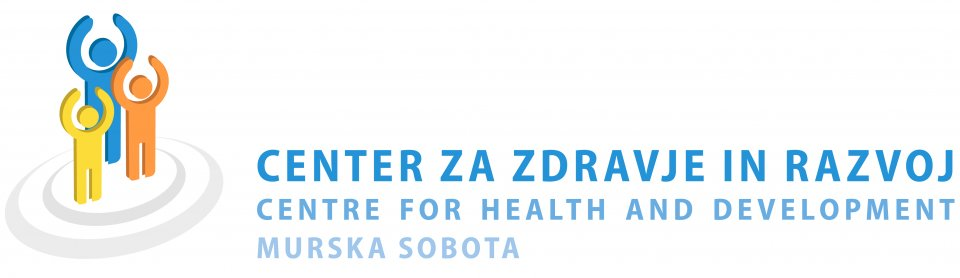 CENTER ZA ZDRAVJE IN RAZVOJ
CENTRE FOR HEALTH AND DEVELOPMENT
MURSKA SOBOTA